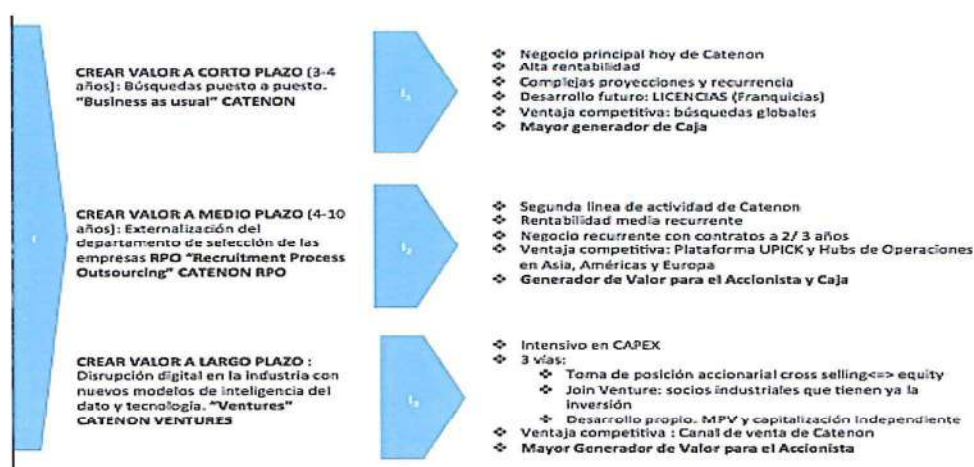 CREAR VALOR A CORTO PLAZO (3-4
años): Búsquedas puesto a puesto.
"Business as usual" CATENON
❖ Negocio principal hoy de Catenon
❖ Alta rentabilidad
❖ Complejas proyecciones y recurrencia
❖ Desarrollo futuro: LICENCIAS (Franquicias)
❖ Ventaja competitiva: búsquedas globales
❖ Mayor generador de Caja
CREAR VALOR A MEDIO PLAZO (4-10
años): Externalización del
departamento de selección de las
empresas RPO "Recruitment Process
Outsourcing" CATENON RPO
❖ Segunda linea de actividad de Catenon
❖ Rentabilidad media recurrente
❖ Negocio recurrente con contratos a 2/ 3 años
❖ Ventaja competitiva: Plataforma UPICK y Hubs de Operaciones
en Asia, Américas y Europa
❖ Generador de Valor para el Accionista y Caja
CREAR VALOR A LARGO PLAZO :
Disrupción digital en la industria con
nuevos modelos de inteligencia del
dato y tecnología. "Ventures"
CATENON VENTURES
❖ Intensivo en CAPEX
❖ 3 vías:
❖ Toma de posición accionarial cross selling<=> equity
❖ Join Venture: socios industriales que tienen ya la
inversión
❖ Desarrollo propio. MPV y capitalización independiente
❖ Ventaja competitiva : Canal de venta de Catenon
❖ Mayor Generador de Valor para el Accionista